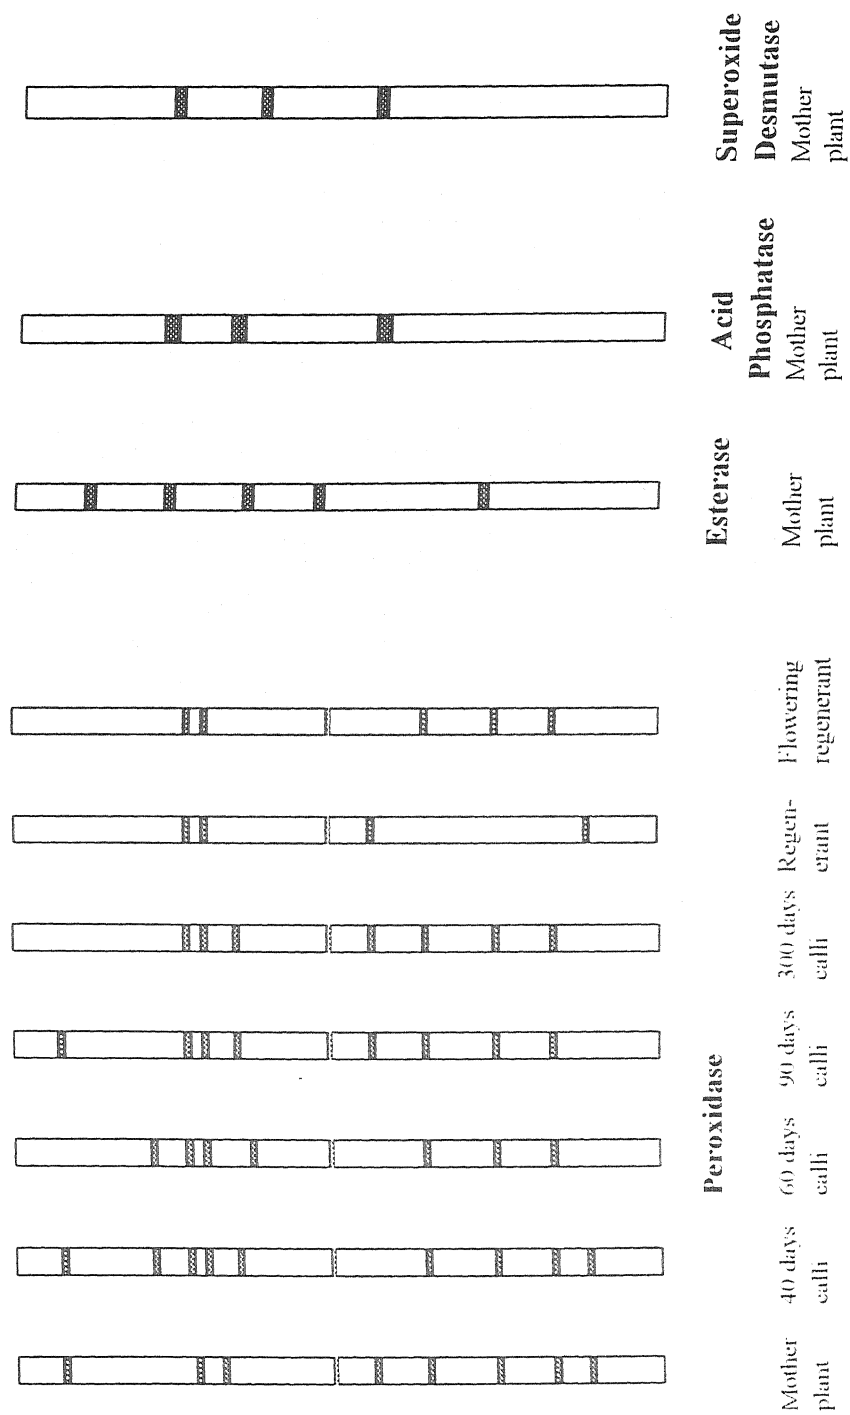 Peroxidase
Mother
plant
40 days
calli
60 days
calli
90 days
calli
300 days
calli
Regen-
erant
Flowering
regenerant
Esterase
Mother
plant
Acid
Phosphatase
Mother
plant
Superoxide
Desmutase
Mother
plant